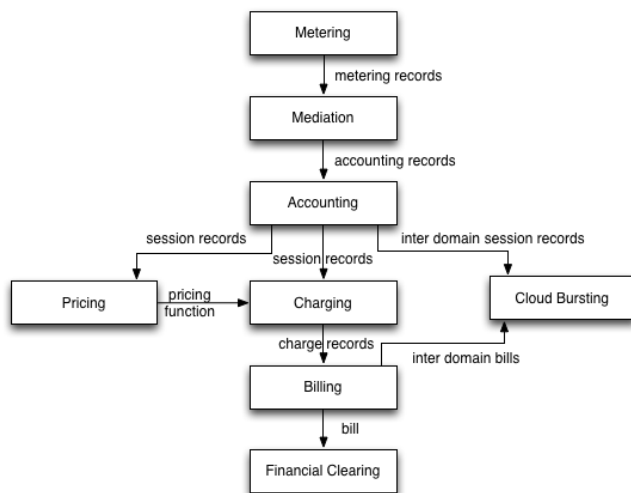 Metering
metering records
Mediation
accounting records
Accounting
session records
session records
inter domain session records
Pricing
pricing
function
Charging
Cloud Bursting
charge records
inter domain bills
Billing
bill
Financial Clearing